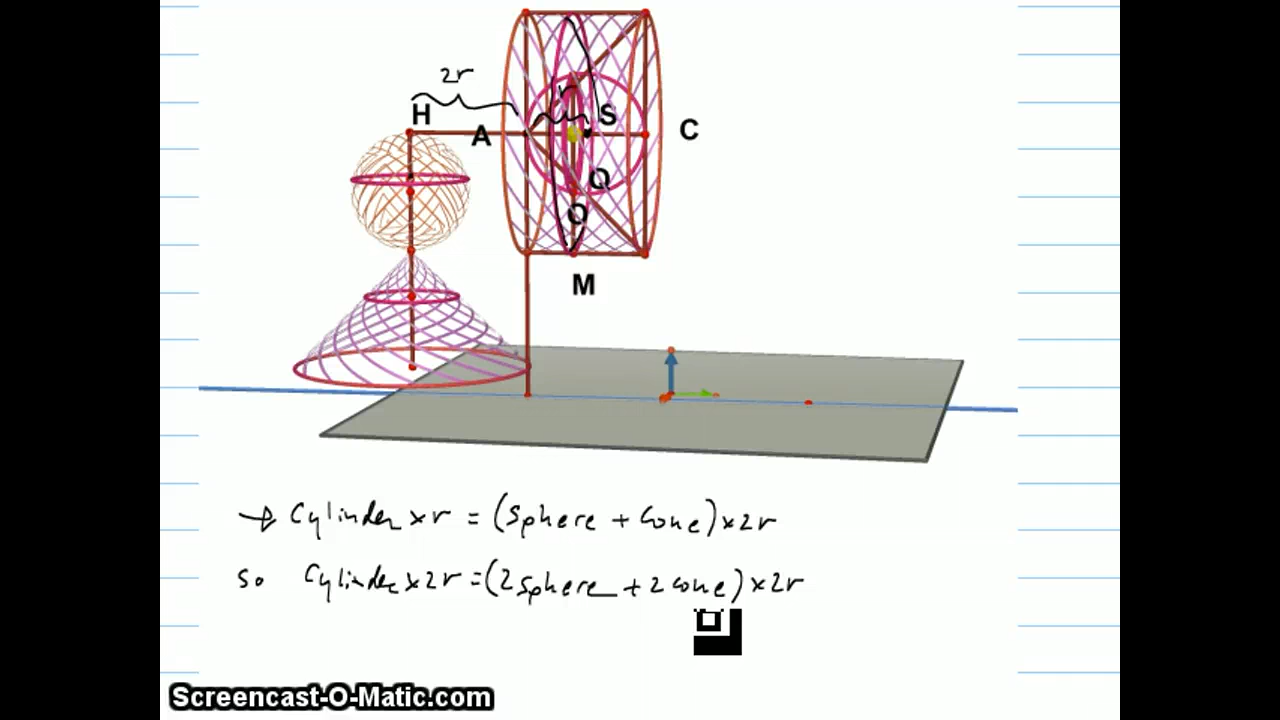 2r
H
A
r
S
C
Q
O
M
→ Cylinder × r = (Sphere + Cone) × 2r
So Cylinder × 2r = (2 Sphere + 2 Cone) × 2r
Screencast-O-Matic.com